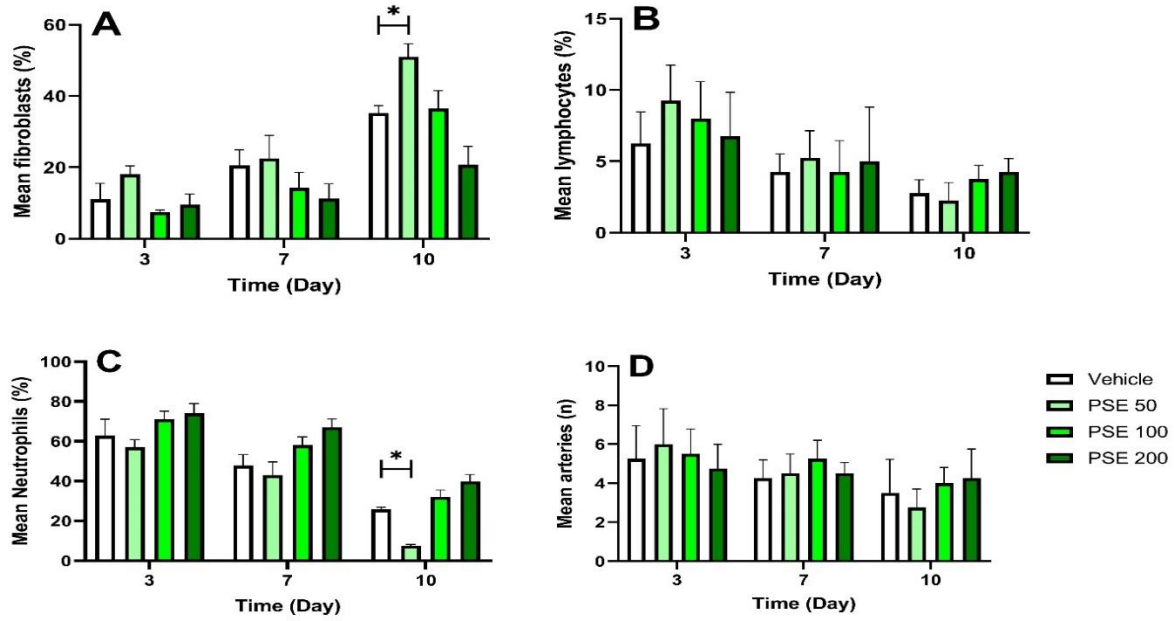 A
Mean fibroblasts (%)
60
40
20
0
*
3 7 10
Time (Day)
B
Mean lymphocytes (%)
15
10
5
0
3 7 10
Time (Day)
C
Mean Neutrophils (%)
100
80
60
40
20
0
*
3 7 10
Time (Day)
D
Mean arteries (n)
10
8
6
4
2
0
3 7 10
Time (Day)
Vehicle
PSE 50
PSE 100
PSE 200